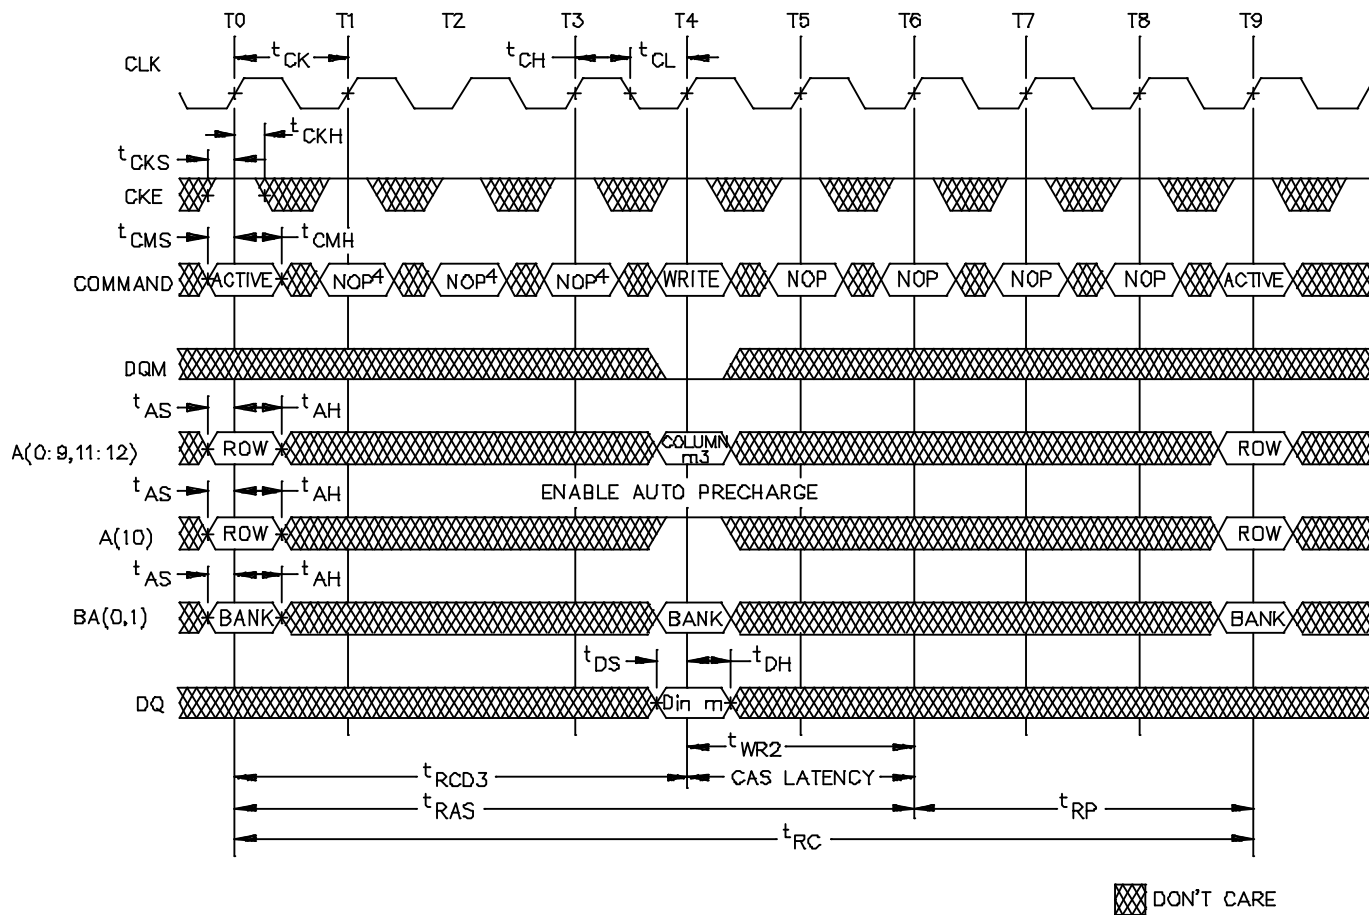 T0 T1 T2 T3 T4 T5 T6 T7 T8 T9
tCK tCH tCL
CLK
tCKH
tCKS
CKE
tCMS tCMH
COMMAND ACTIVE NOP4 NOP4 NOP4 WRITE NOP NOP NOP NOP ACTIVE
DQM
tAS tAH
A(0:9,11:12) ROW COLUMN m3 ROW
tAS tAH ENABLE AUTO PRECHARGE
A(10) ROW ROW
tAS tAH
BA(0,1) BANK BANK BANK
tDS tDH
DQ Din m
tWR2
tRCD3 CAS LATENCY
tRAS tRP
tRC
DON'T CARE